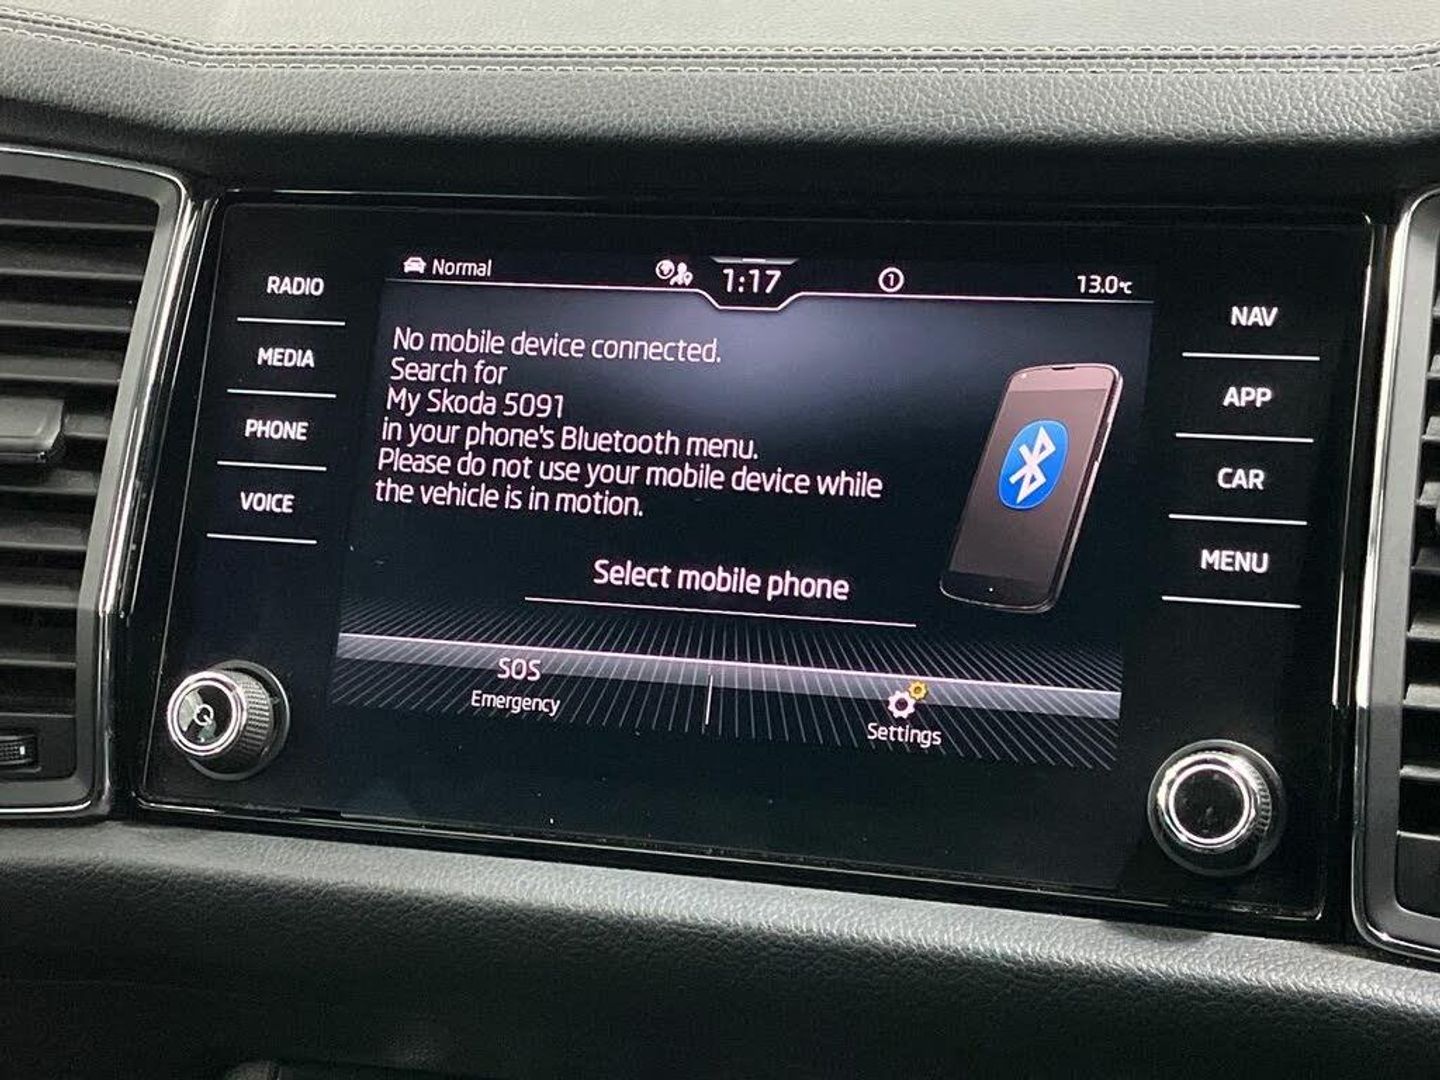 Normal
1:17
1
13.0°C
RADIO
MEDIA
PHONE
VOICE
No mobile device connected.
Search for
My Skoda 5091
in your phone's Bluetooth menu.
Please do not use your mobile device while
the vehicle is in motion.
Select mobile phone
SOS
Emergency
Settings
NAV
APP
CAR
MENU